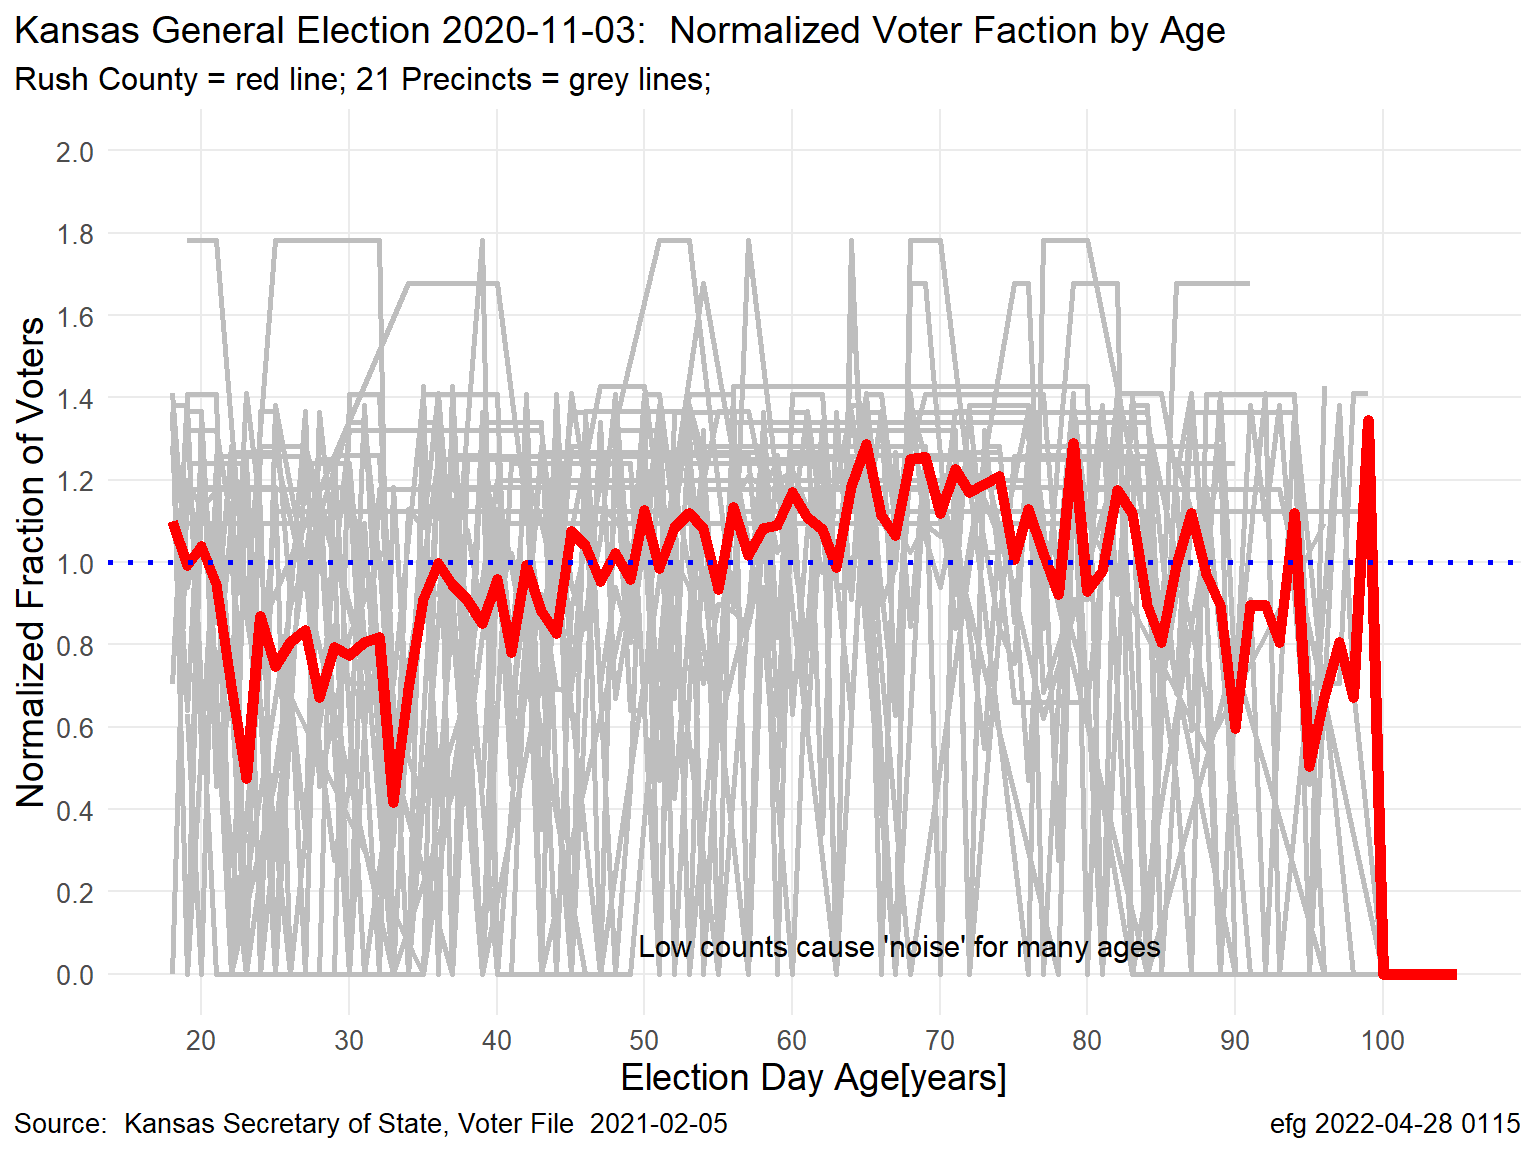 Kansas General Election 2020-11-03:  Normalized Voter Faction by Age
Rush County = red line; 21 Precincts = grey lines;
Normalized Fraction of Voters
2.0
1.8
1.6
1.4
1.2
1.0
0.8
0.6
0.4
0.2
0.0
Low counts cause 'noise' for many ages
20 30 40 50 60 70 80 90 100
Election Day Age[years]
Source:  Kansas Secretary of State, Voter File  2021-02-05
efg 2022-04-28 0115